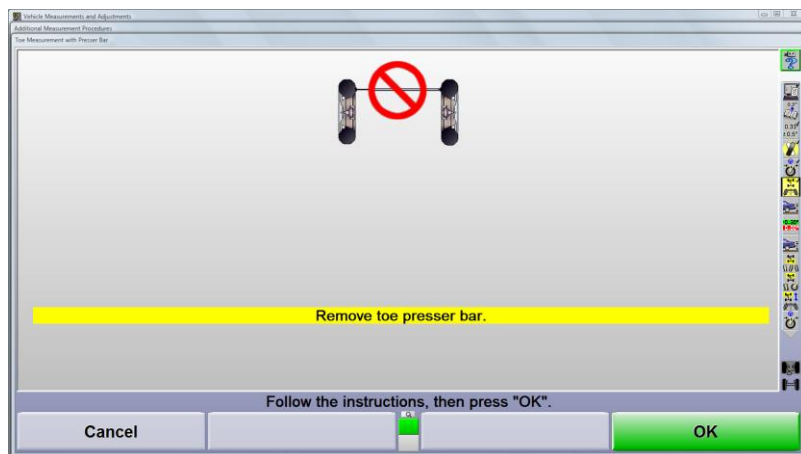 Vehicle Measurements and Adjustments
Additional Measurement Procedures
Toe Measurement with Presser Bar
Remove toe presser bar.
Follow the instructions, then press "OK".
Cancel
OK